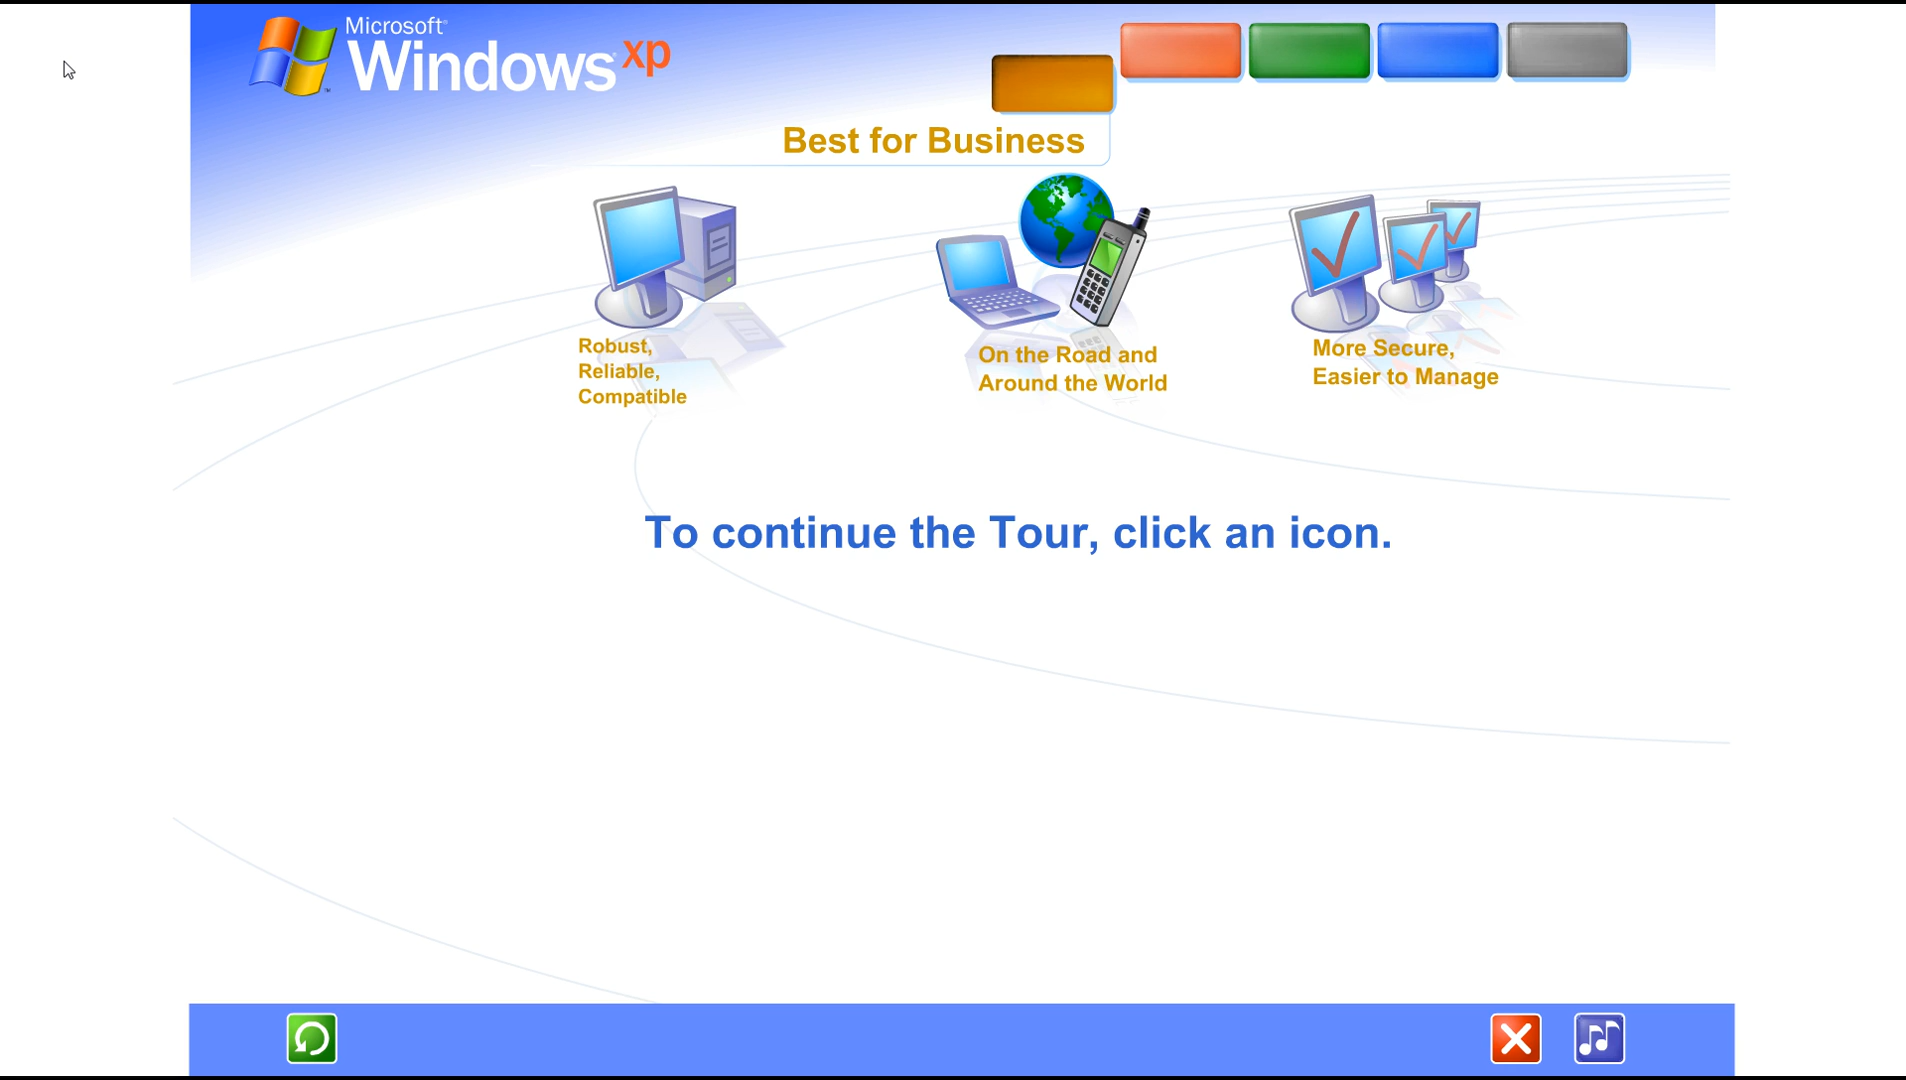 Microsoft®
Windows® xp
™
Best for Business
Robust,
Reliable,
Compatible
On the Road and
Around the World
More Secure,
Easier to Manage
To continue the Tour, click an icon.